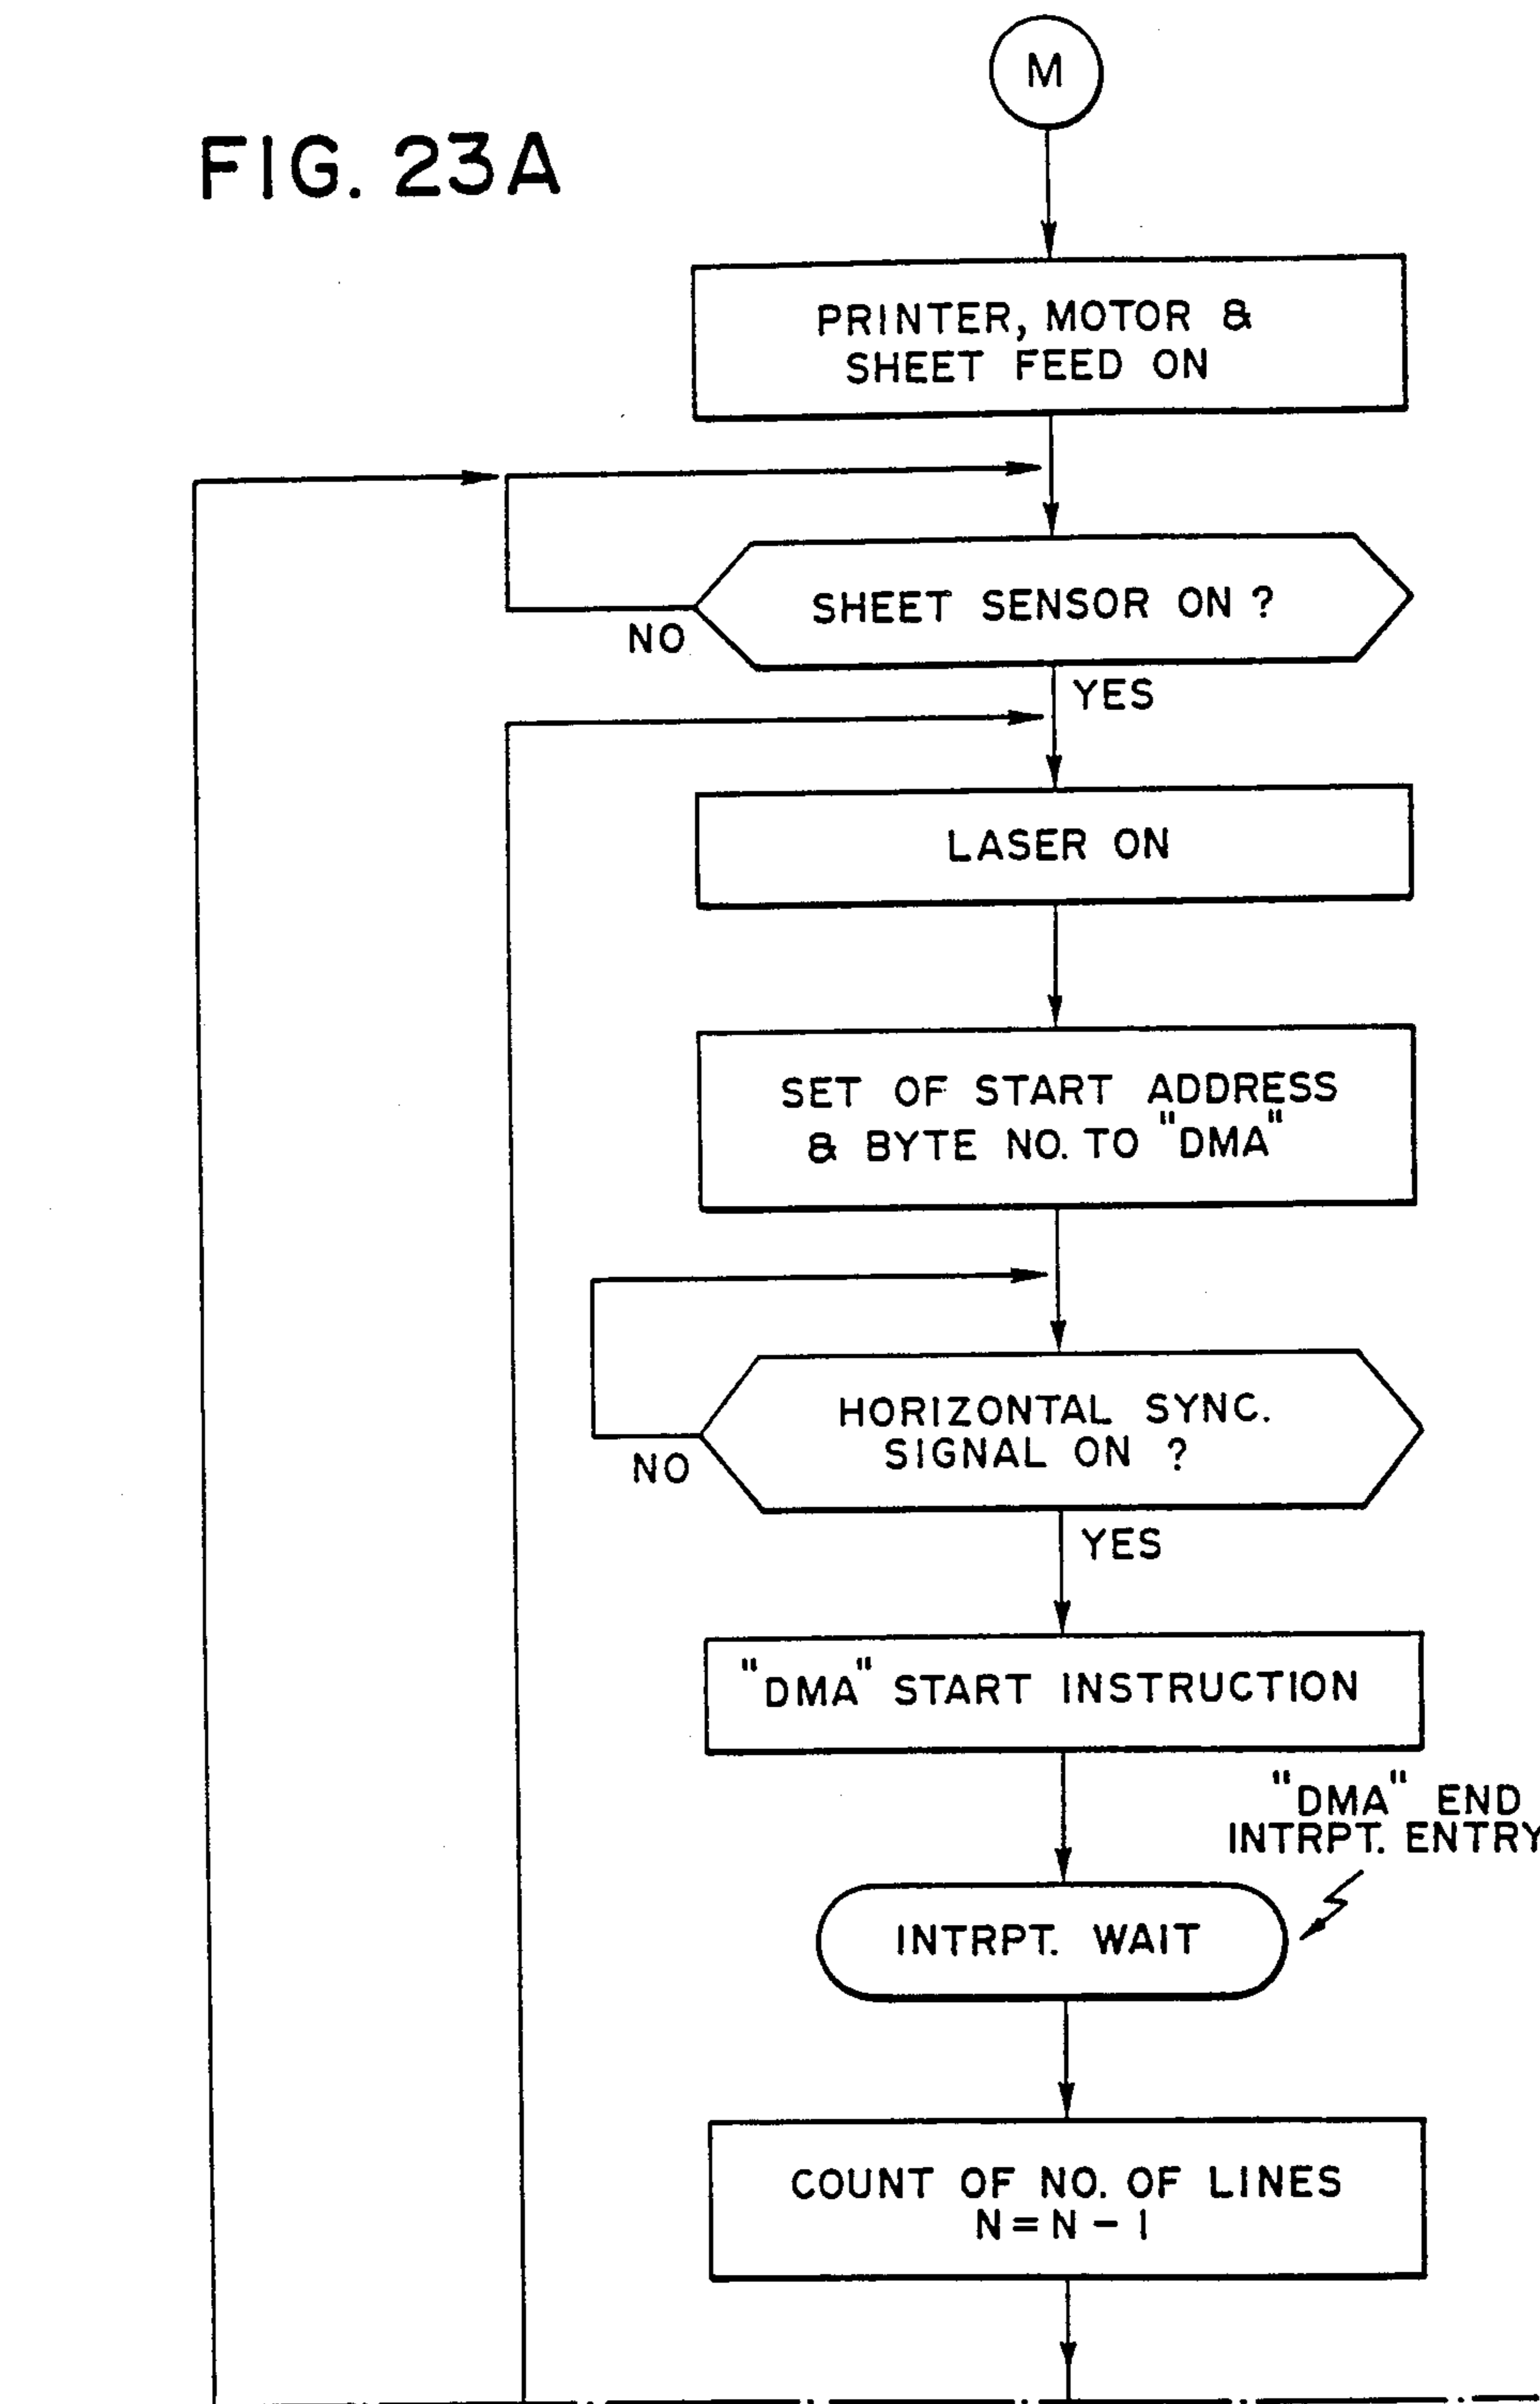 M
FIG. 23A
PRINTER, MOTOR &
SHEET FEED ON
SHEET SENSOR ON ?
NO
YES
LASER ON
SET OF START ADDRESS
& BYTE NO. TO "DMA"
HORIZONTAL SYNC.
SIGNAL ON ?
NO
YES
"DMA" START INSTRUCTION
"DMA" END
INTRPT. ENTRY
INTRPT. WAIT
COUNT OF NO. OF LINES
N = N - 1